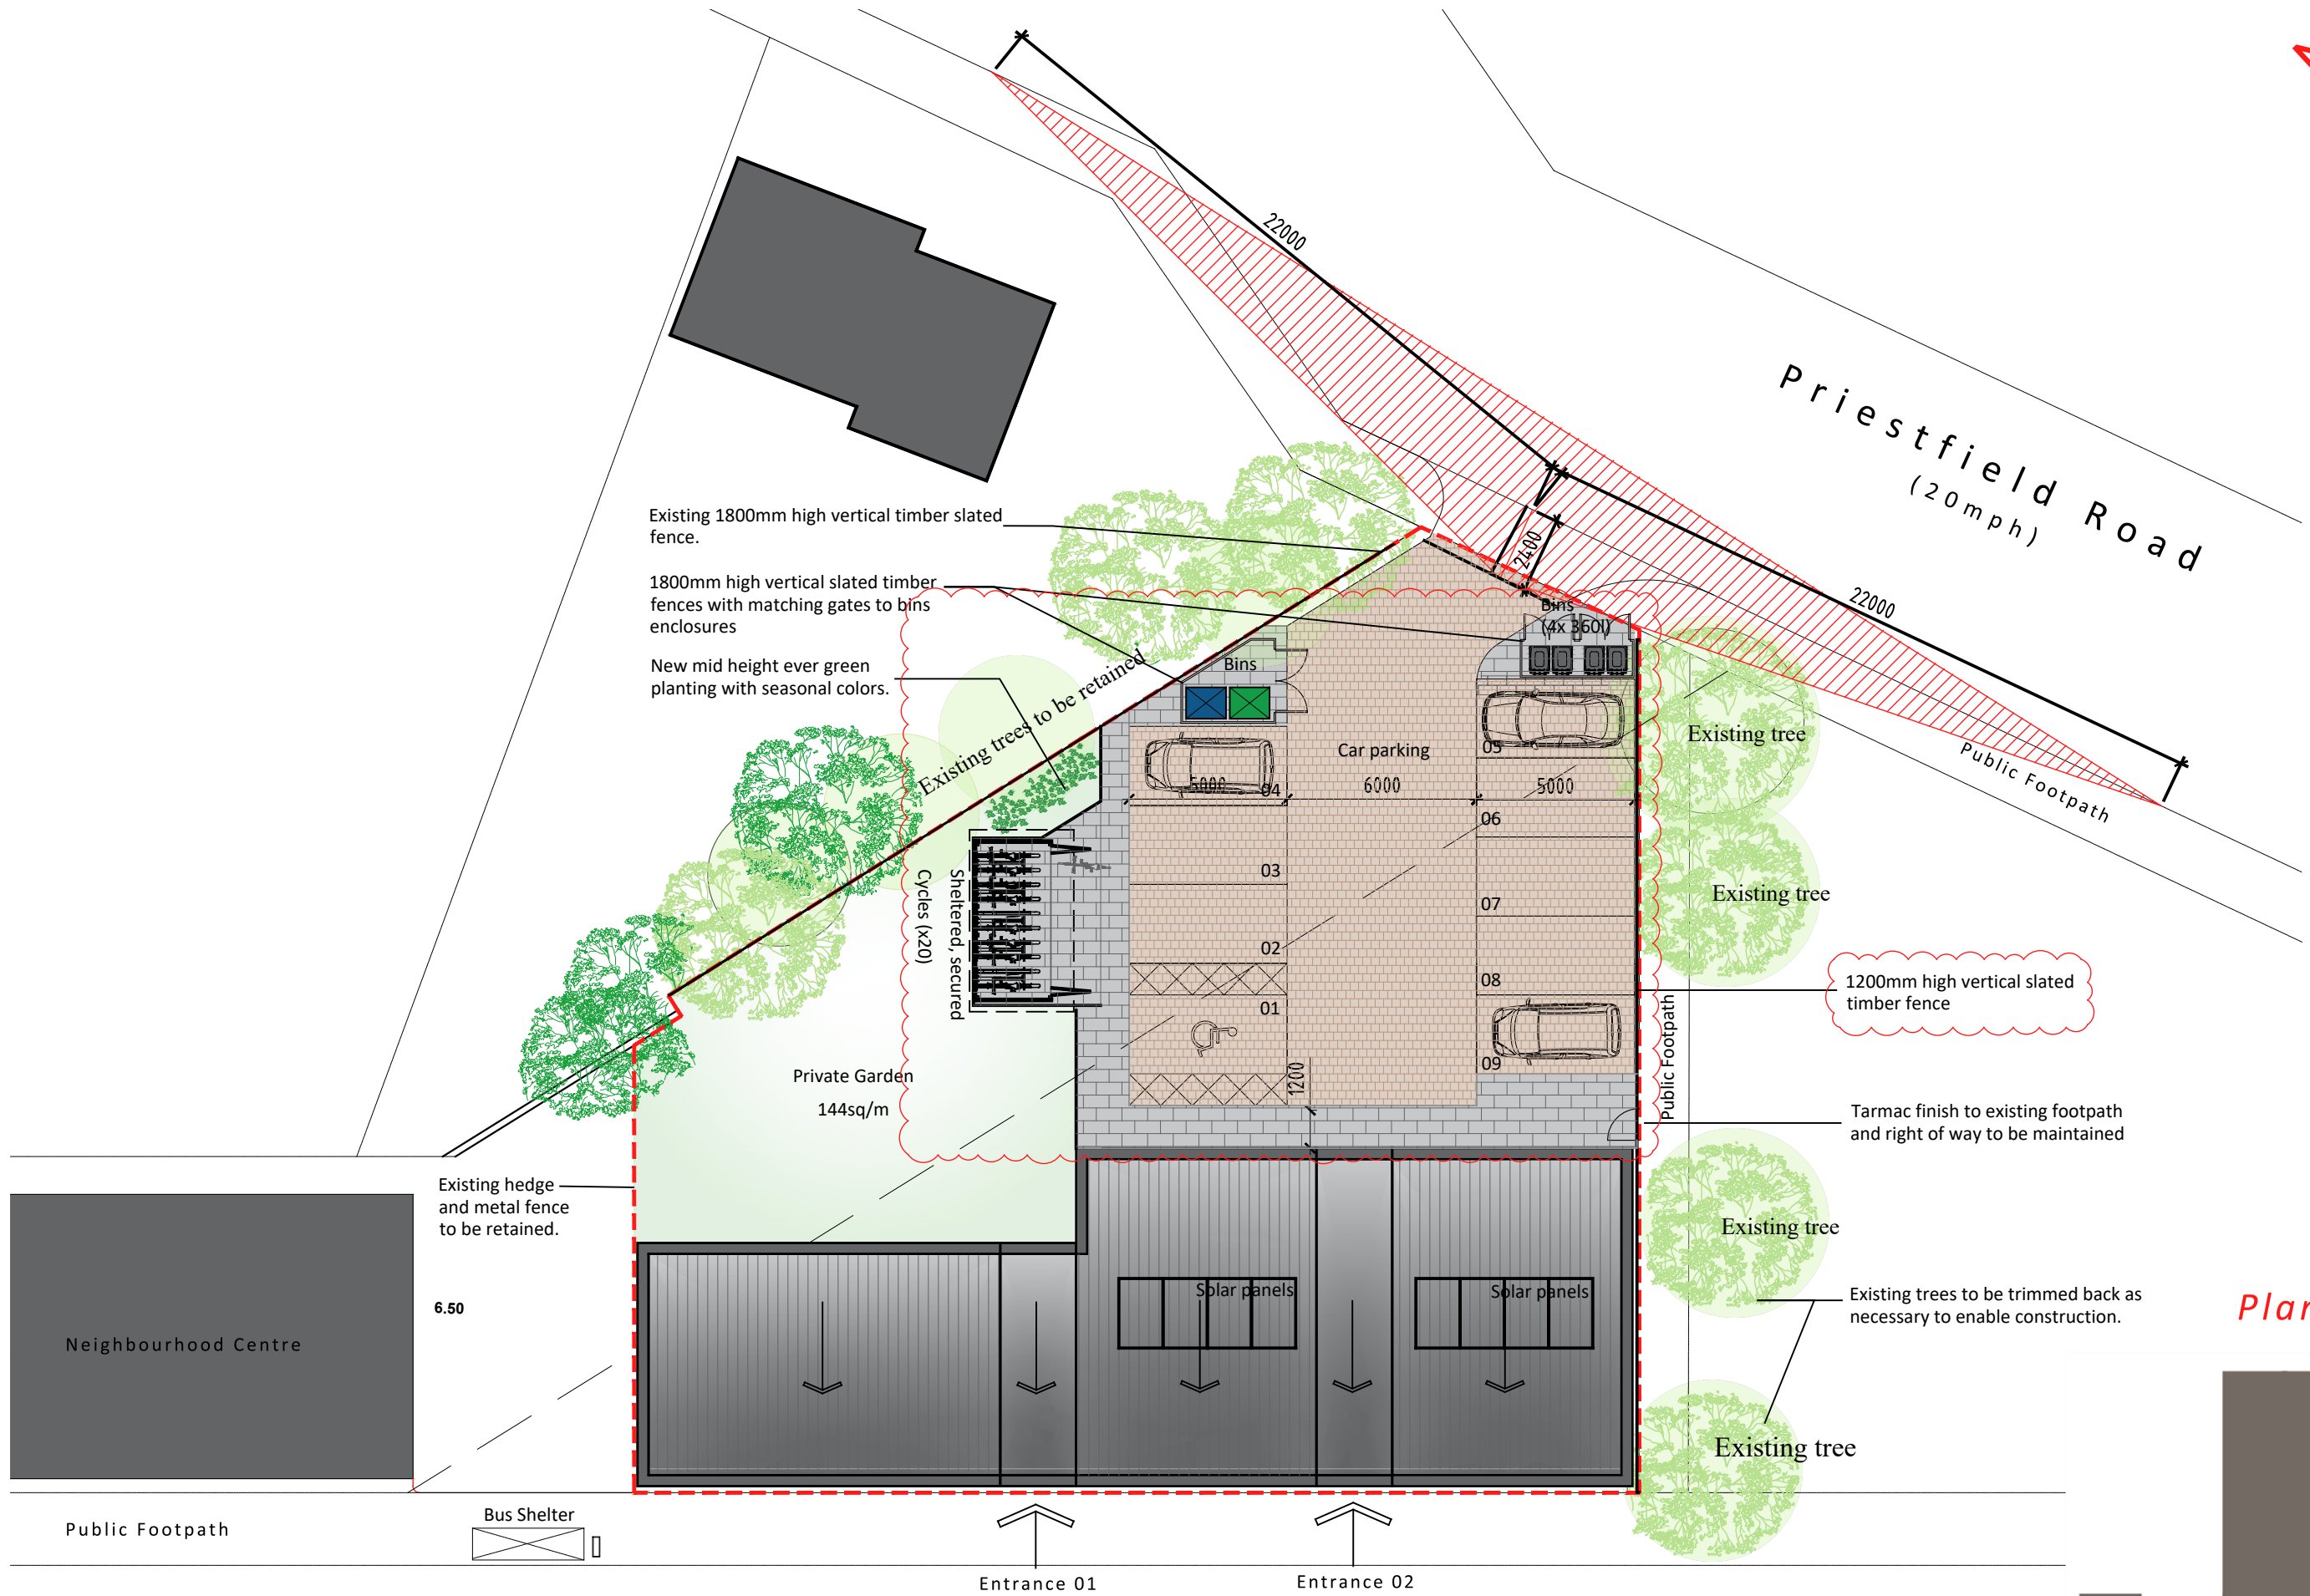 22000
Priestfield Road
(20mph)
Existing 1800mm high vertical timber slated
fence.
2400
1800mm high vertical slated timber
fences with matching gates to bins
enclosures
22000
Bins
(4x 360l)
New mid height ever green
planting with seasonal colors.
Bins
Existing trees to be retained
Car parking
05
Existing tree
Public Footpath
5000
04
6000
5000
06
03
Existing tree
07
Sheltered, secured
Cycles (x20)
02
08
1200mm high vertical slated
timber fence
01
Public Footpath
09
1200
Private Garden
144sq/m
Tarmac finish to existing footpath
and right of way to be maintained
Existing hedge
and metal fence
to be retained.
Existing tree
6.50
Solar panels
Solar panels
Existing trees to be trimmed back as
necessary to enable construction.
Neighbourhood Centre
Existing tree
Public Footpath
Bus Shelter
Entrance 01
Entrance 02